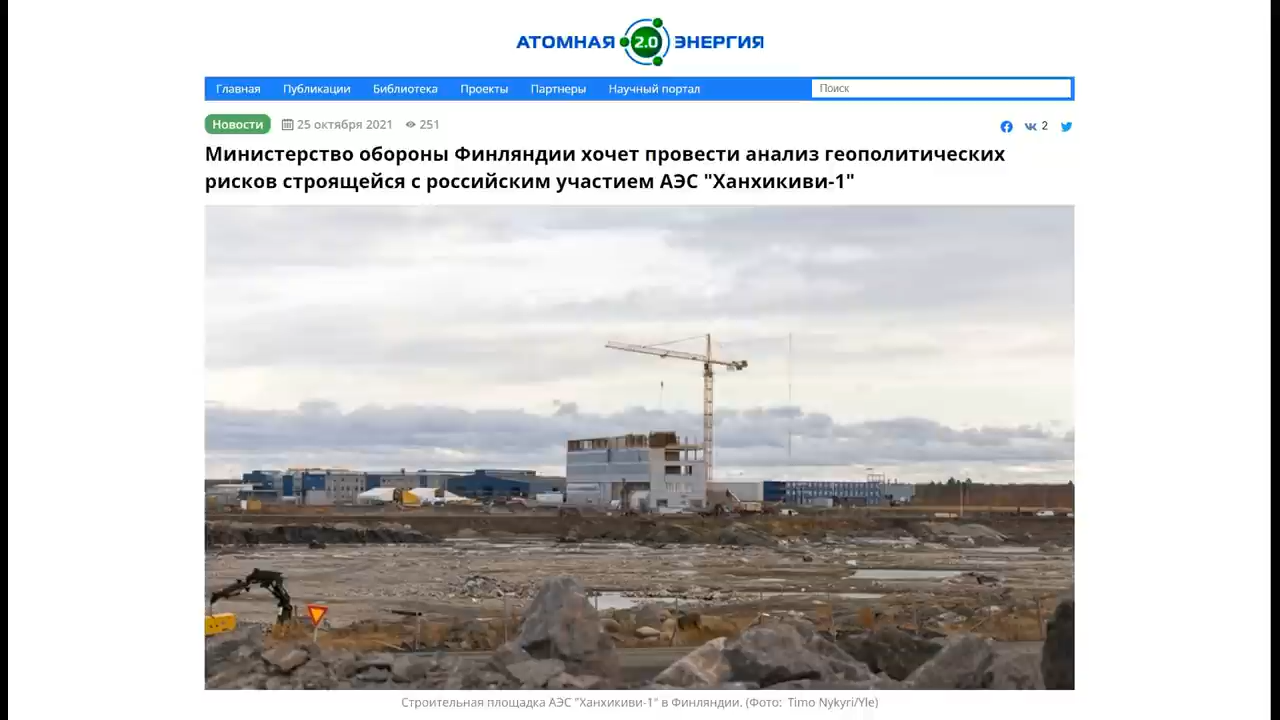 АТОМНАЯ 2.0 ЭНЕРГИЯ
Главная Публикации Библиотека Проекты Партнеры Научный портал Поиск
Новости 25 октября 2021 251 2
Министерство обороны Финляндии хочет провести анализ геополитических
рисков строящейся с российским участием АЭС "Ханхикиви-1"
Строительная площадка АЭС "Ханхикиви-1" в Финляндии. (Фото: Timo Nykyri/Yle)